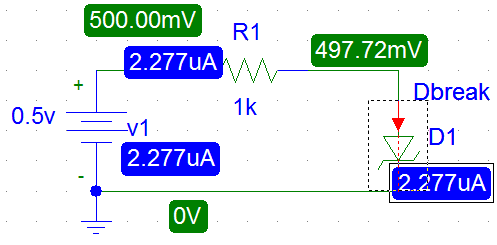 500.00mV
R1
2.277uA
497.72mV
+
1k
Dbreak
0.5v
v1
D1
2.277uA
-
2.277uA
0V